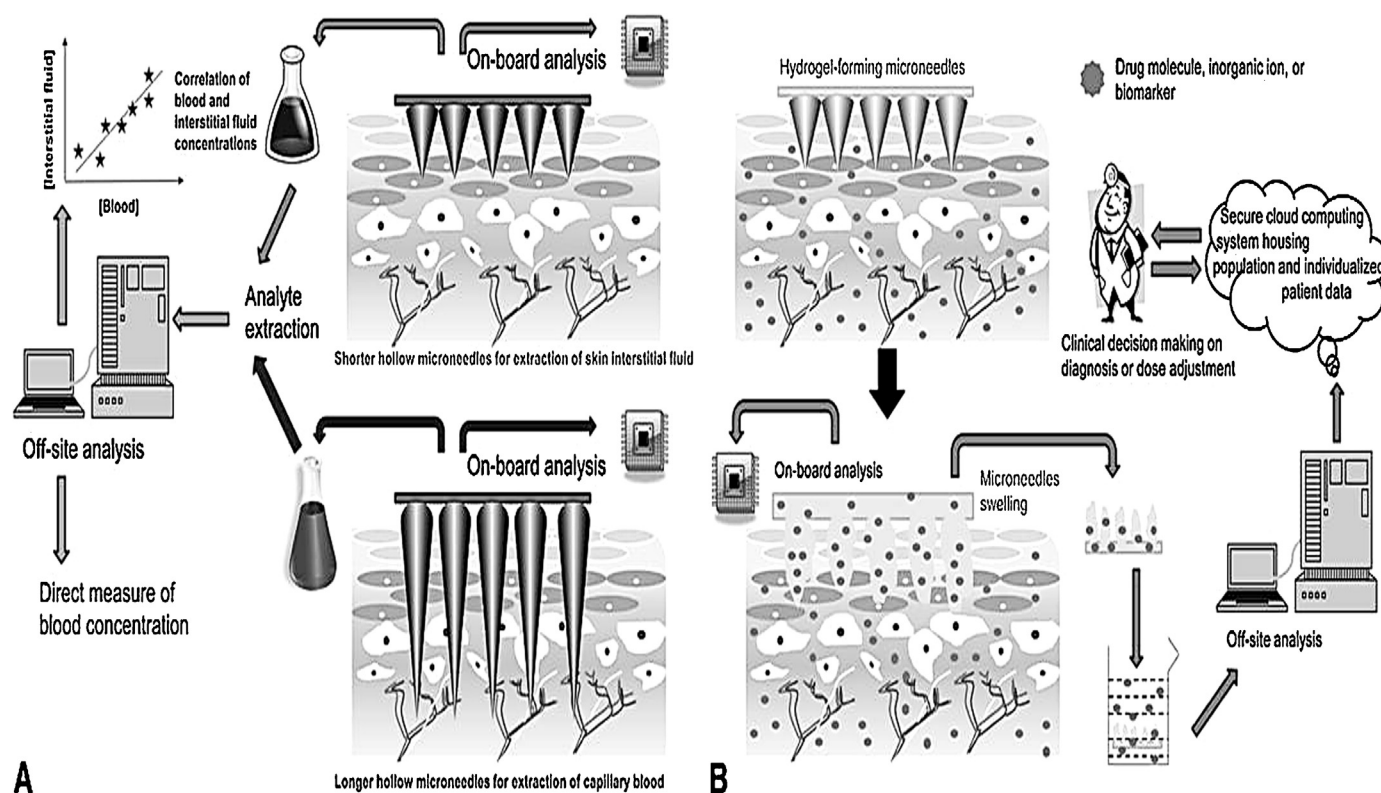 On-board analysis
Correlation of
blood and
interstitial fluid
concentrations
[Interstitial fluid]
[Blood]
Analyte
extraction
Shorter hollow microneedles for extraction of skin interstitial fluid
Off-site analysis
On-board analysis
Direct measure of
blood concentration
A
Longer hollow microneedles for extraction of capillary blood
Hydrogel-forming microneedles
Drug molecule, inorganic ion, or
biomarker
Secure cloud computing
system housing
population and individualized
patient data
Clinical decision making on
diagnosis or dose adjustment
On-board analysis
Microneedles
swelling
Off-site analysis
B